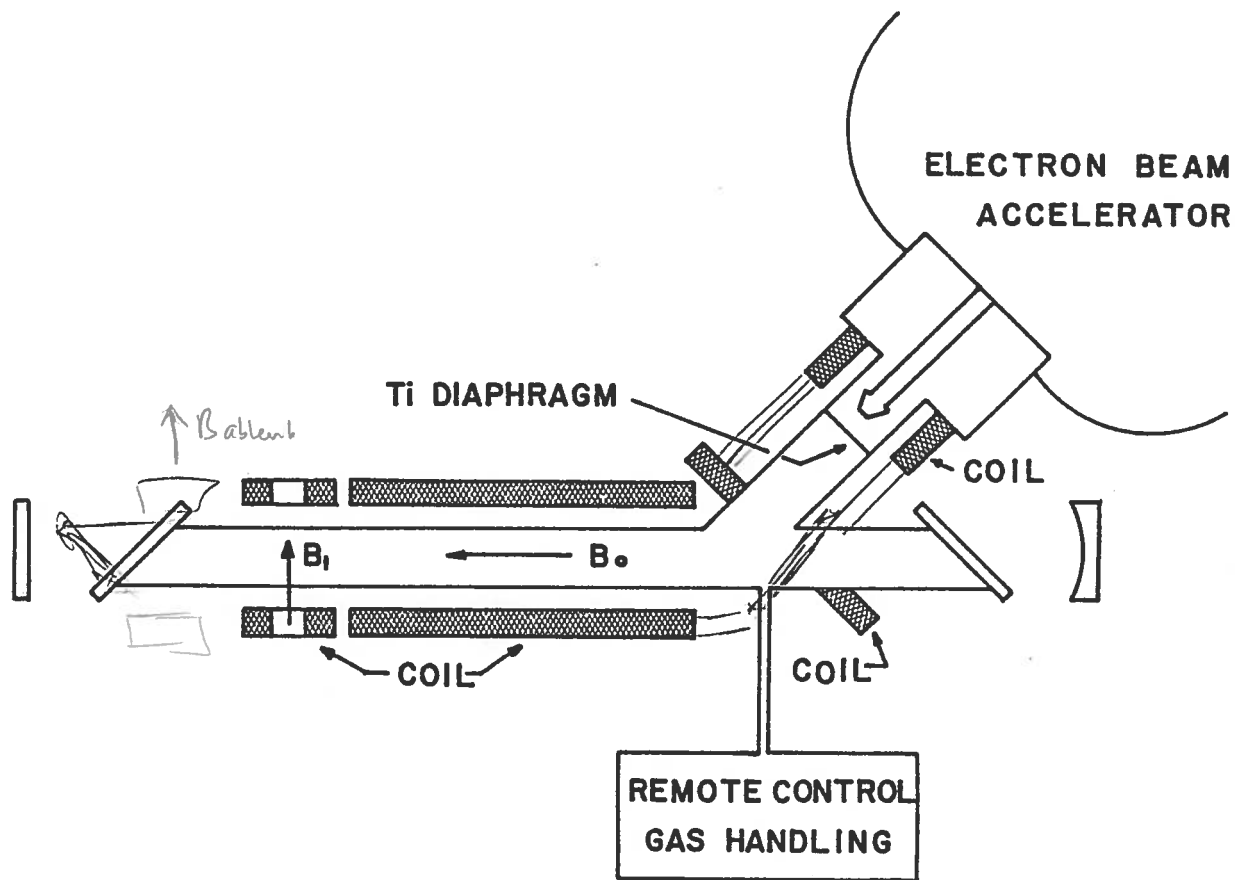 ELECTRON BEAM
ACCELERATOR
Ti DIAPHRAGM
COIL
B
B₁
B₀
COIL
COIL
REMOTE CONTROL
GAS HANDLING